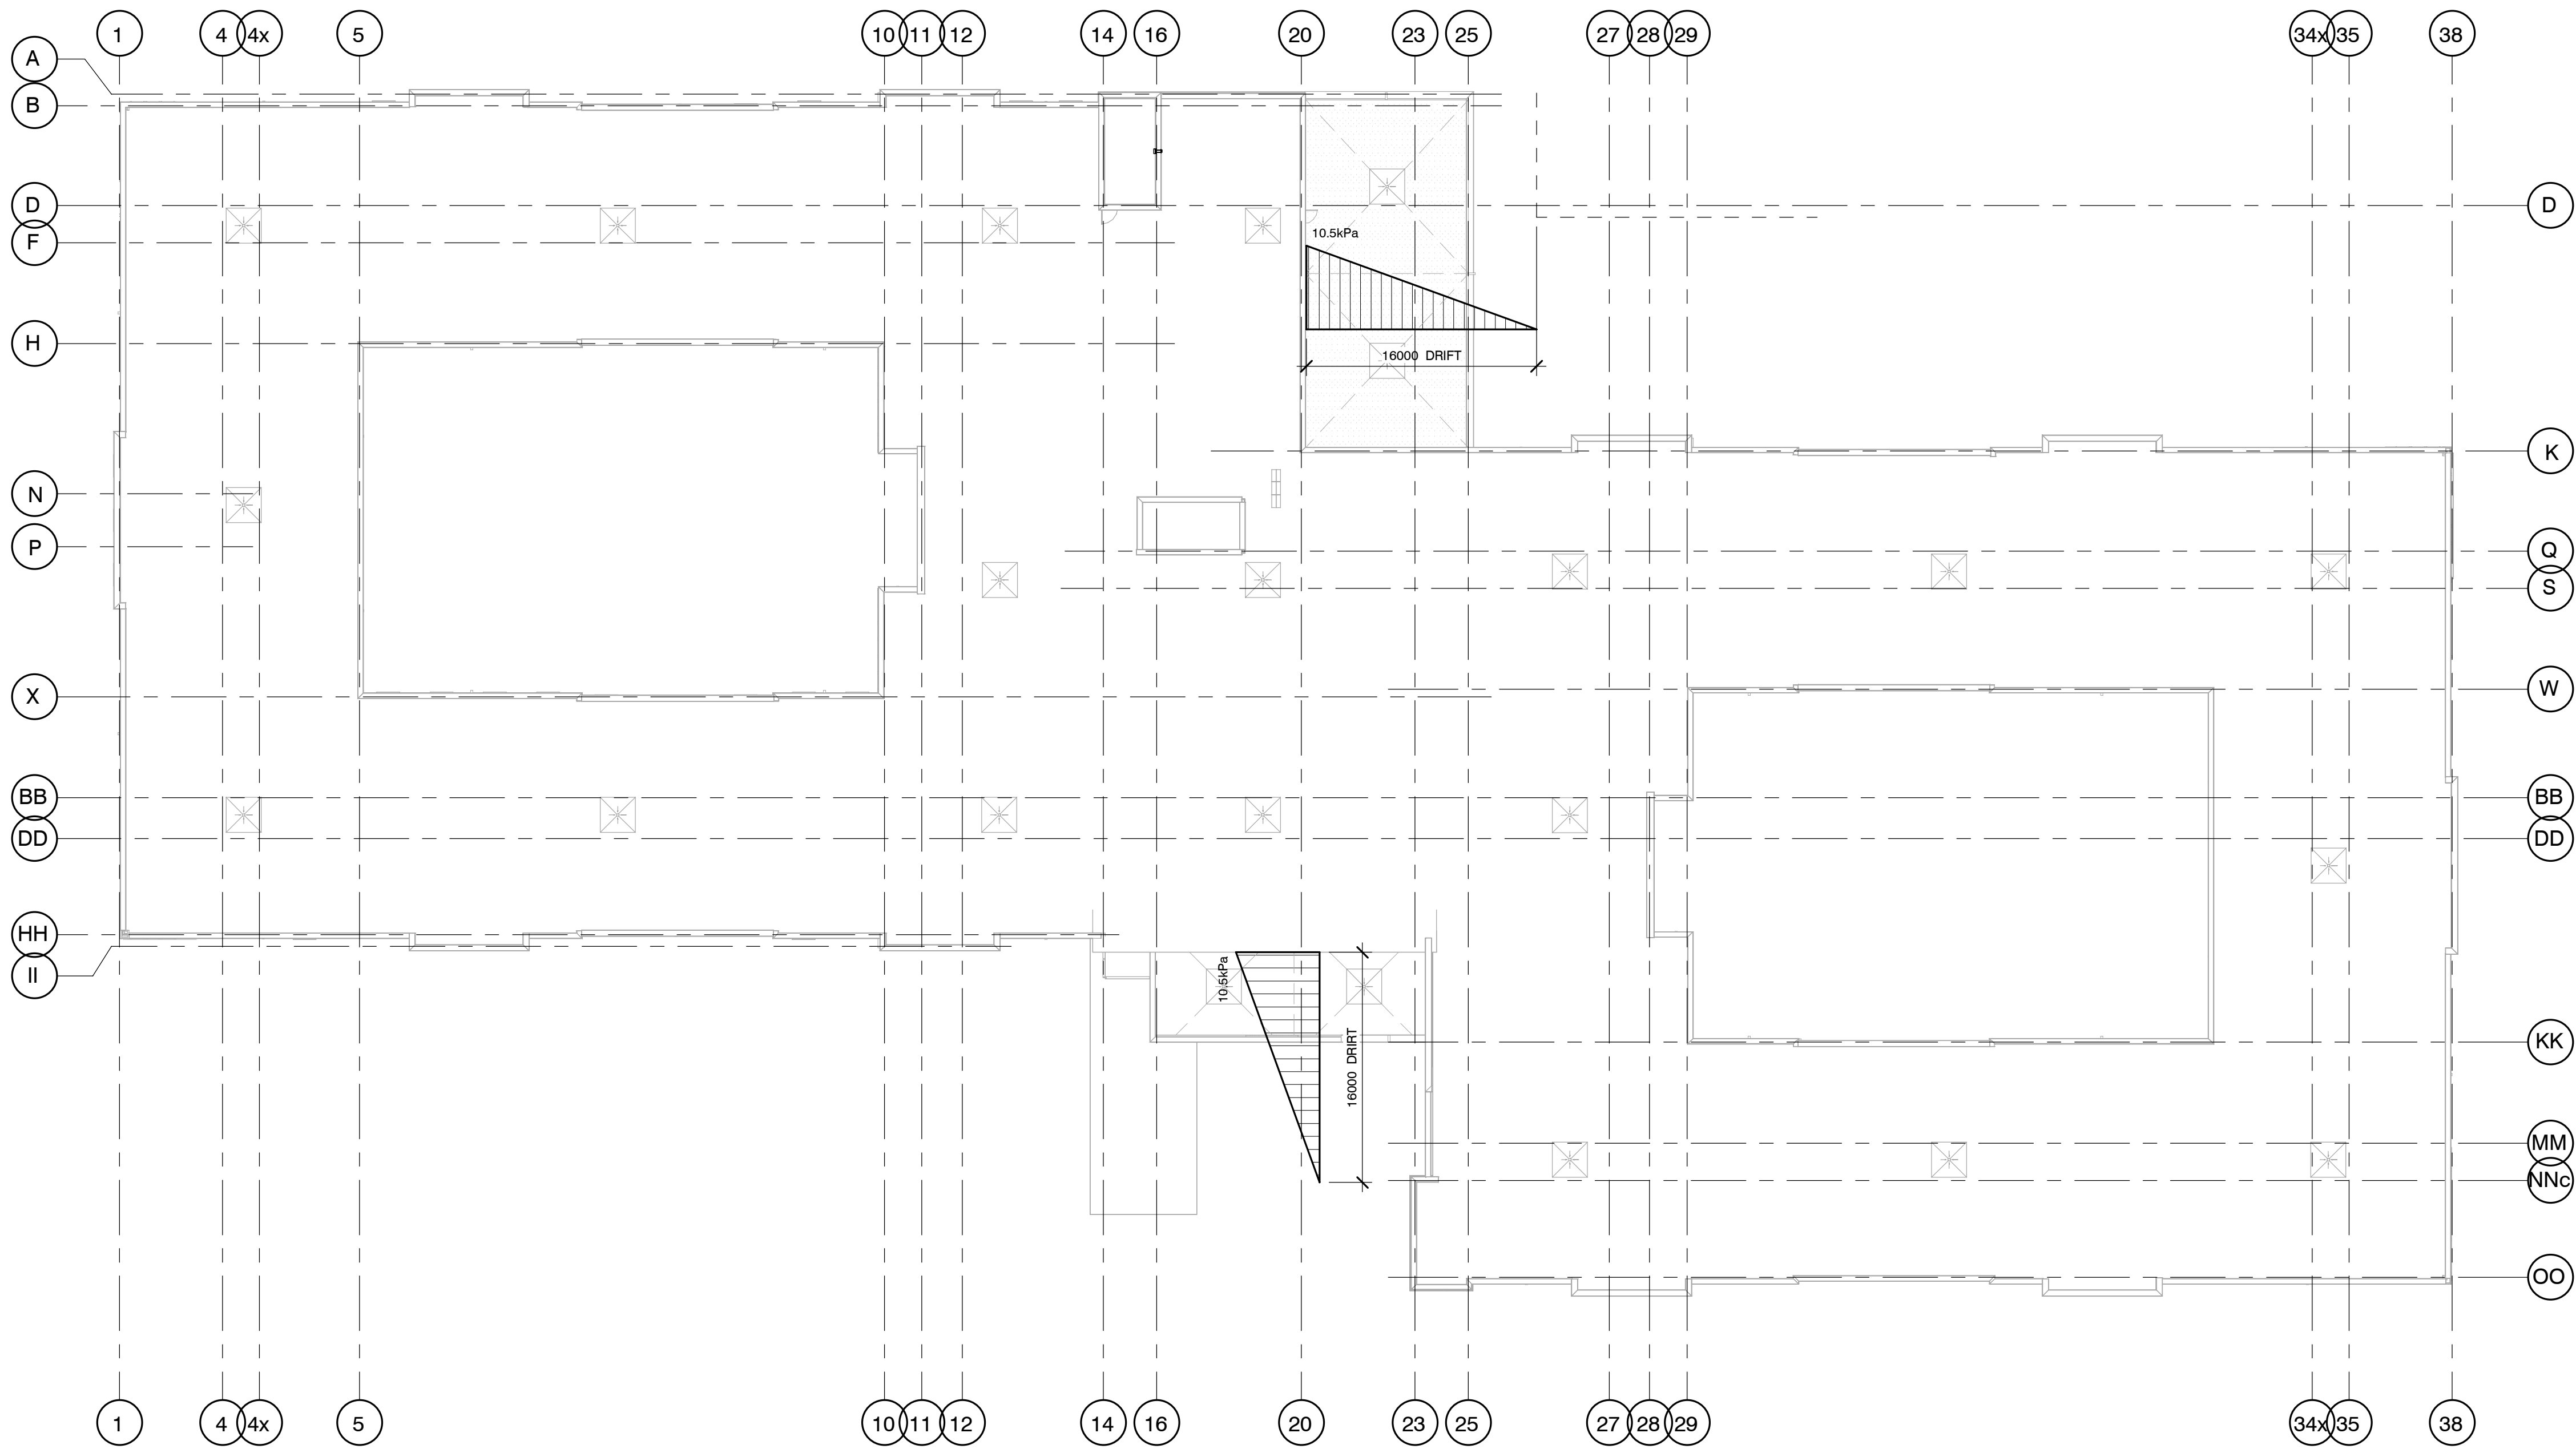 1 4 4x 5 10 11 12 14 16 20 23 25 27 28 29 34x 35 38
A
B
D D
F
10.5kPa
H
16000 DRIFT
K
N
P
Q
S
X
W
BB BB
DD DD
HH
II
10.5kPa
16000 DRIRT
KK
MM
NNc
OO
1 4 4x 5 10 11 12 14 16 20 23 25 27 28 29 34x 35 38